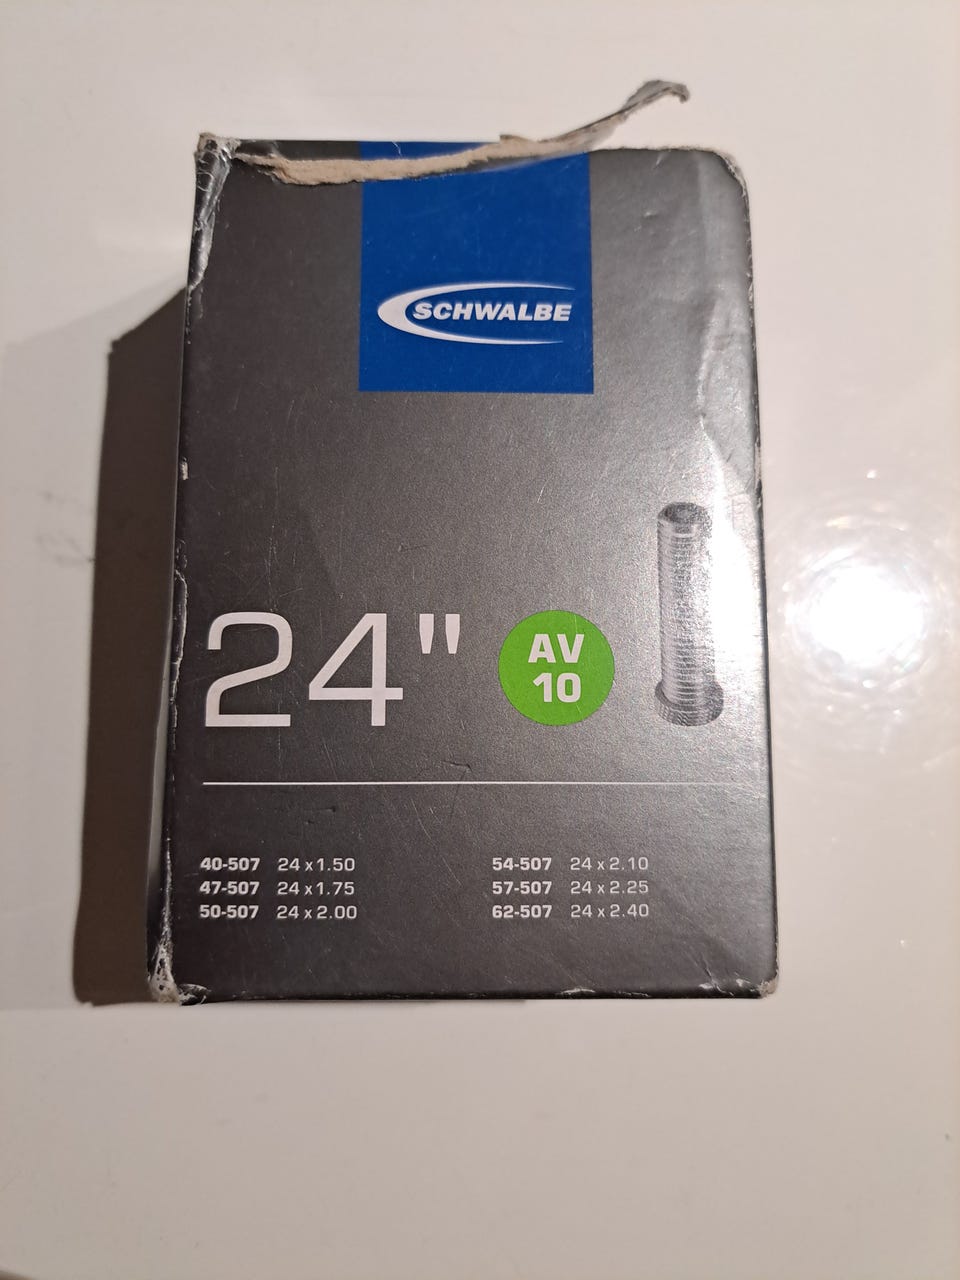 SCHWALBE
24"
AV
10
40-507 24 x 1.50
47-507 24 x 1.75
50-507 24 x 2.00
54-507 24 x 2.10
57-507 24 x 2.25
62-507 24 x 2.40